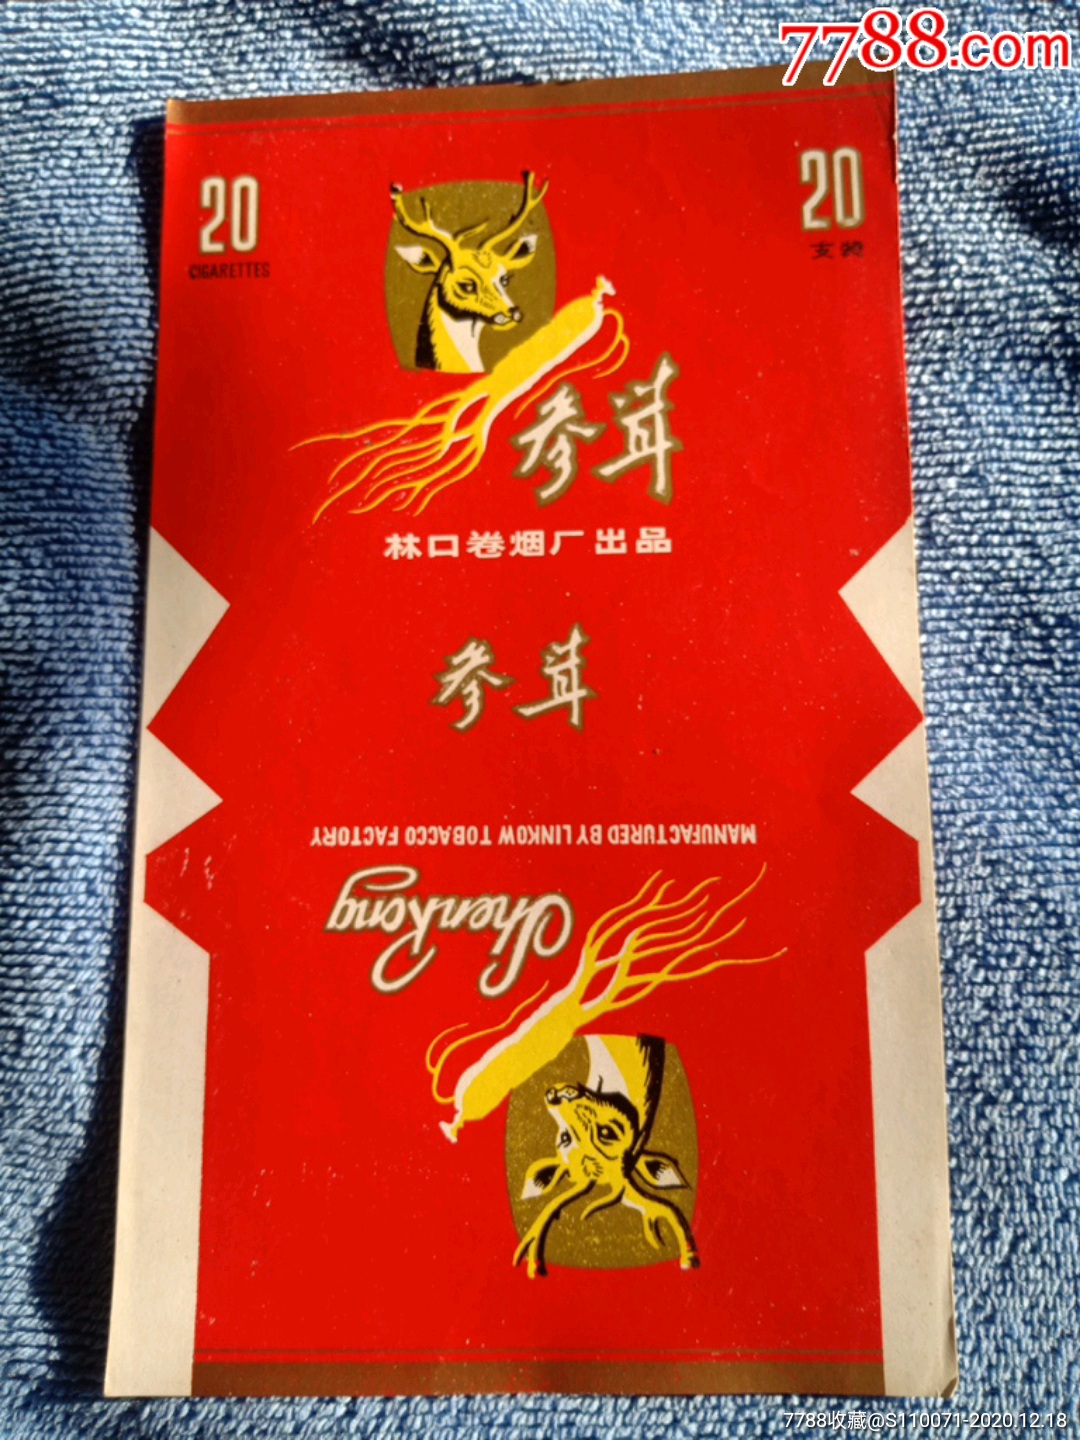 7788.com
20
CIGARETTES
20
支装
参茸
林口卷烟厂出品
参茸
MANUFACTURED BY LINKOW TOBACCO FACTORY
ShenRong
7788收藏@S110071-2020.12.18